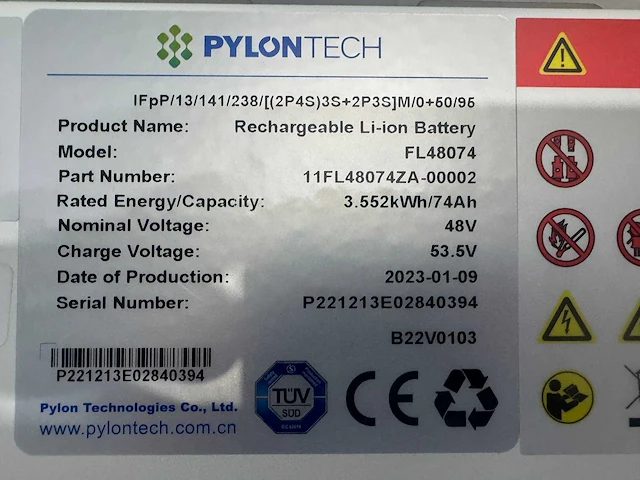 PYLONTECH
IFpP/13/141/238/[(2P4S)3S+2P3S]M/0+50/95
Product Name: Rechargeable Li-ion Battery
Model: FL48074
Part Number: 11FL48074ZA-00002
Rated Energy/Capacity: 3.552kWh/74Ah
Nominal Voltage: 48V
Charge Voltage: 53.5V
Date of Production: 2023-01-09
Serial Number: P221213E02840394
B22V0103
P221213E02840394
TÜV
SÜD
CE
Pylon Technologies Co., Ltd.
www.pylontech.com.cn